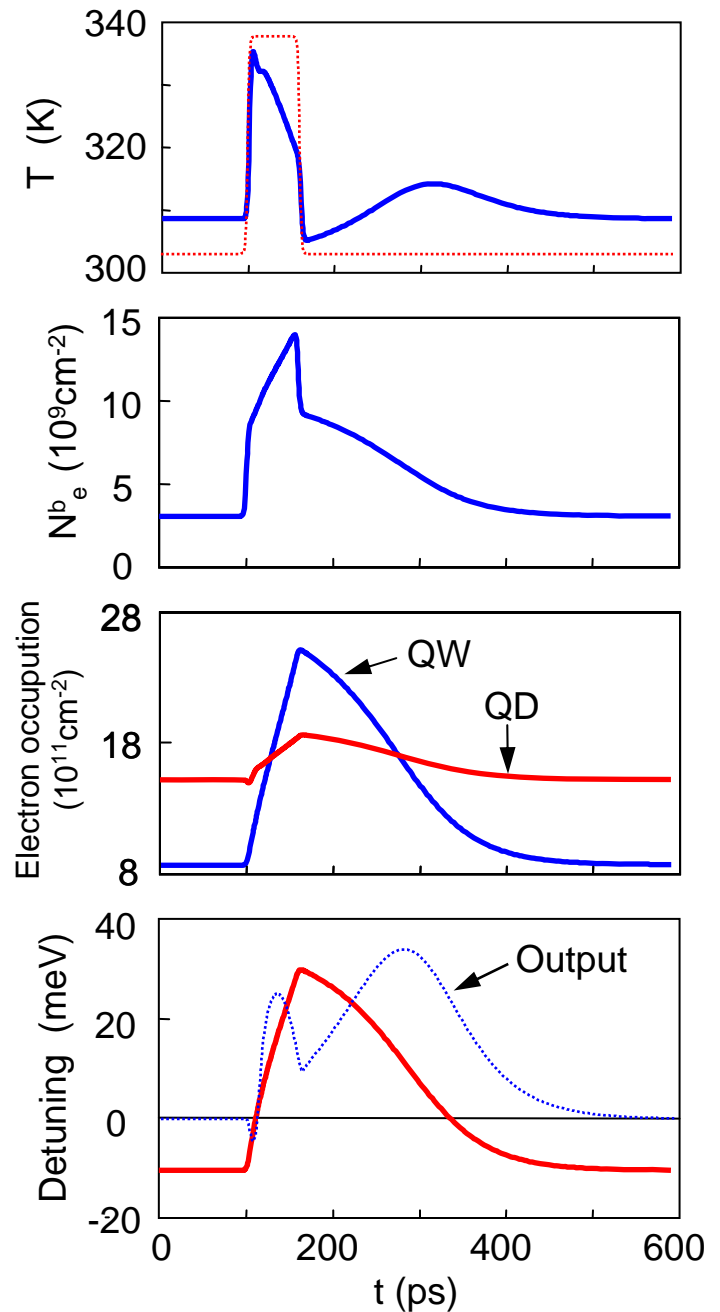 340
320
300
T (K)
15
10
5
0
N^b_e (10^9cm^-2)
28
18
8
Electron occupution
(10^11cm^-2)
QW
QD
40
20
0
-20
Detuning (meV)
Output
0 200 400 600
t (ps)